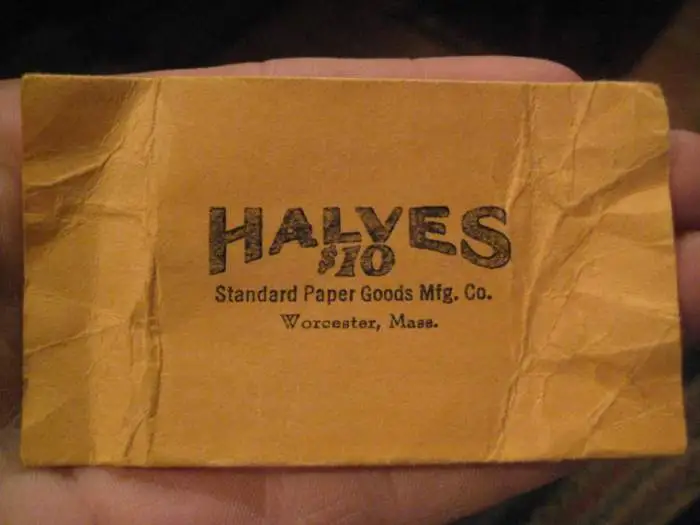 HALVES
$10
Standard Paper Goods Mfg. Co.
Worcester, Mass.